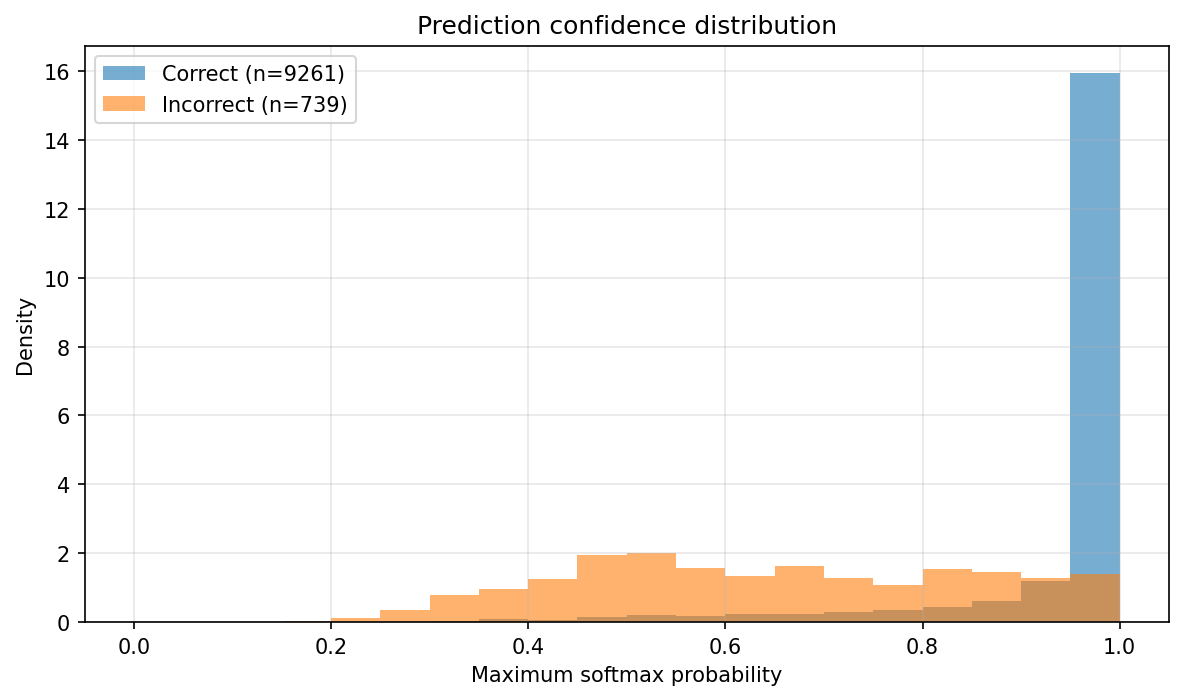 Prediction confidence distribution
Correct (n=9261)
Incorrect (n=739)
Density
16
14
12
10
8
6
4
2
0
0.0 0.2 0.4 0.6 0.8 1.0
Maximum softmax probability